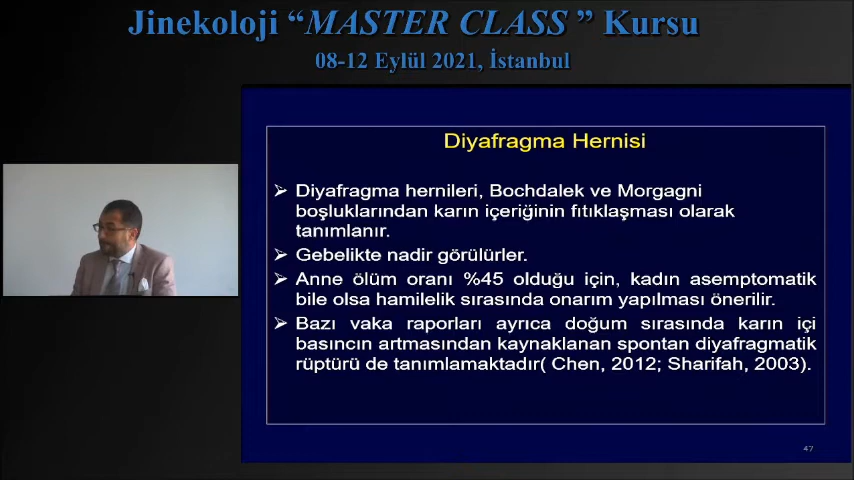 Jinekoloji “MASTER CLASS ” Kursu
08-12 Eylül 2021, İstanbul
Diyafragma Hernisi
➢ Diyafragma hernileri, Bochdalek ve Morgagni
boşluklarından karın içeriğinin fıtıklaşması olarak
tanımlanır.
➢ Gebelikte nadir görülürler.
➢ Anne ölüm oranı %45 olduğu için, kadın asemptomatik
bile olsa hamilelik sırasında onarım yapılması önerilir.
➢ Bazı vaka raporları ayrıca doğum sırasında karın içi
basıncın artmasından kaynaklanan spontan diyafragmatik
rüptürü de tanımlamaktadır( Chen, 2012; Sharifah, 2003).
47